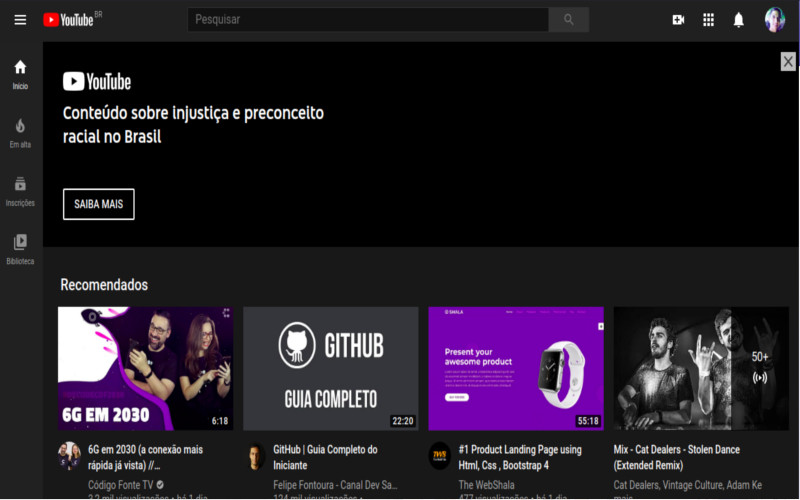 YouTube BR
Pesquisar
Início
Em alta
Inscrições
Biblioteca
X
YouTube
Conteúdo sobre injustiça e preconceito
racial no Brasil
SAIBA MAIS
Recomendados
6G EM 2030
6:18
GITHUB
GUIA COMPLETO
22:20
SHALA
Present your
awesome product
55:18
50+
6G em 2030 (a conexão mais
rápida já vista) //...
Código Fonte TV
3,2 mil visualizações • há 1 dia
GitHub | Guia Completo do
Iniciante
Felipe Fontoura - Canal Dev Sa...
124 mil visualizações •
TWS
#1 Product Landing Page using
Html, Css , Bootstrap 4
The WebShala
477 visualizações • há 1 dia
Mix - Cat Dealers - Stolen Dance
(Extended Remix)
Cat Dealers, Vintage Culture, Adam Ke
mais